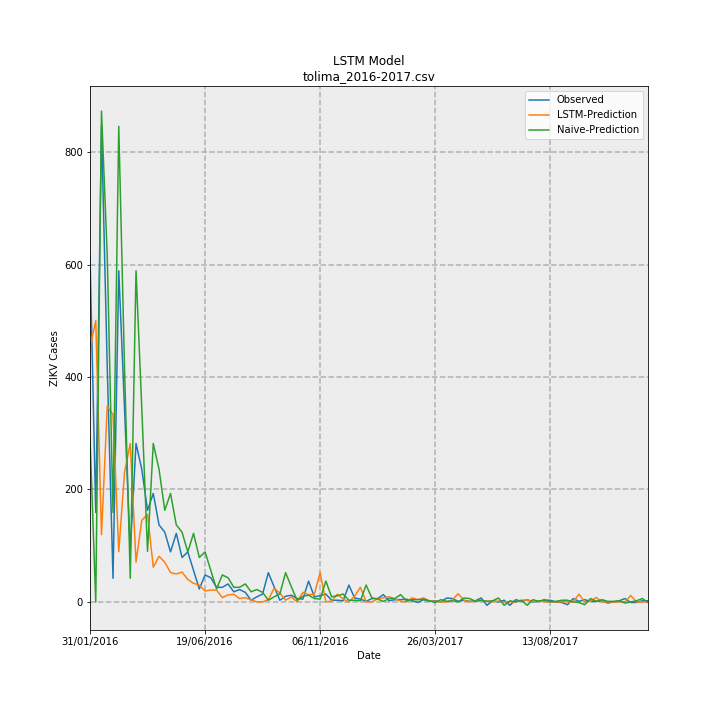 LSTM Model
tolima_2016-2017.csv
Observed
LSTM-Prediction
Naive-Prediction
800
600
400
200
0
ZIKV Cases
31/01/2016
19/06/2016
06/11/2016
26/03/2017
13/08/2017
Date